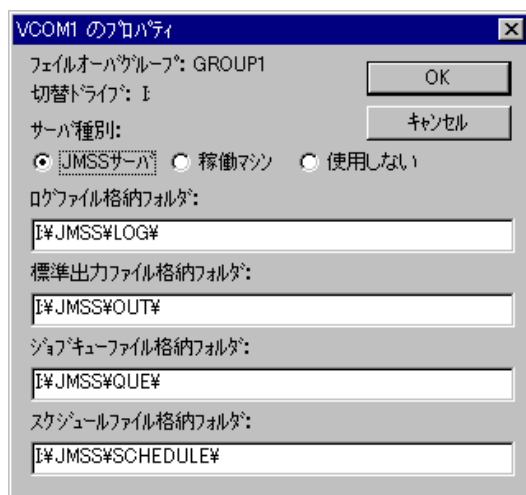 VCOM1 のﾌﾟﾛﾊﾟﾃｨ
ﾌｪｲﾙｵｰﾊﾞｸﾞﾙｰﾌﾟ: GROUP1
OK
切替ﾄﾞﾗｲﾌﾞ: I:
ｷｬﾝｾﾙ
ｻｰﾊﾞ種別:
JMSSｻｰﾊﾞ 稼働ﾏｼﾝ 使用しない
ﾛｸﾞﾌｧｲﾙ格納ﾌｫﾙﾀﾞ:
I:¥JMSS¥LOG¥
標準出力ﾌｧｲﾙ格納ﾌｫﾙﾀﾞ:
I:¥JMSS¥OUT¥
ｼﾞｮﾌﾞｷｭｰﾌｧｲﾙ格納ﾌｫﾙﾀﾞ:
I:¥JMSS¥QUE¥
ｽｹｼﾞｭｰﾙﾌｧｲﾙ格納ﾌｫﾙﾀﾞ:
I:¥JMSS¥SCHEDULE¥